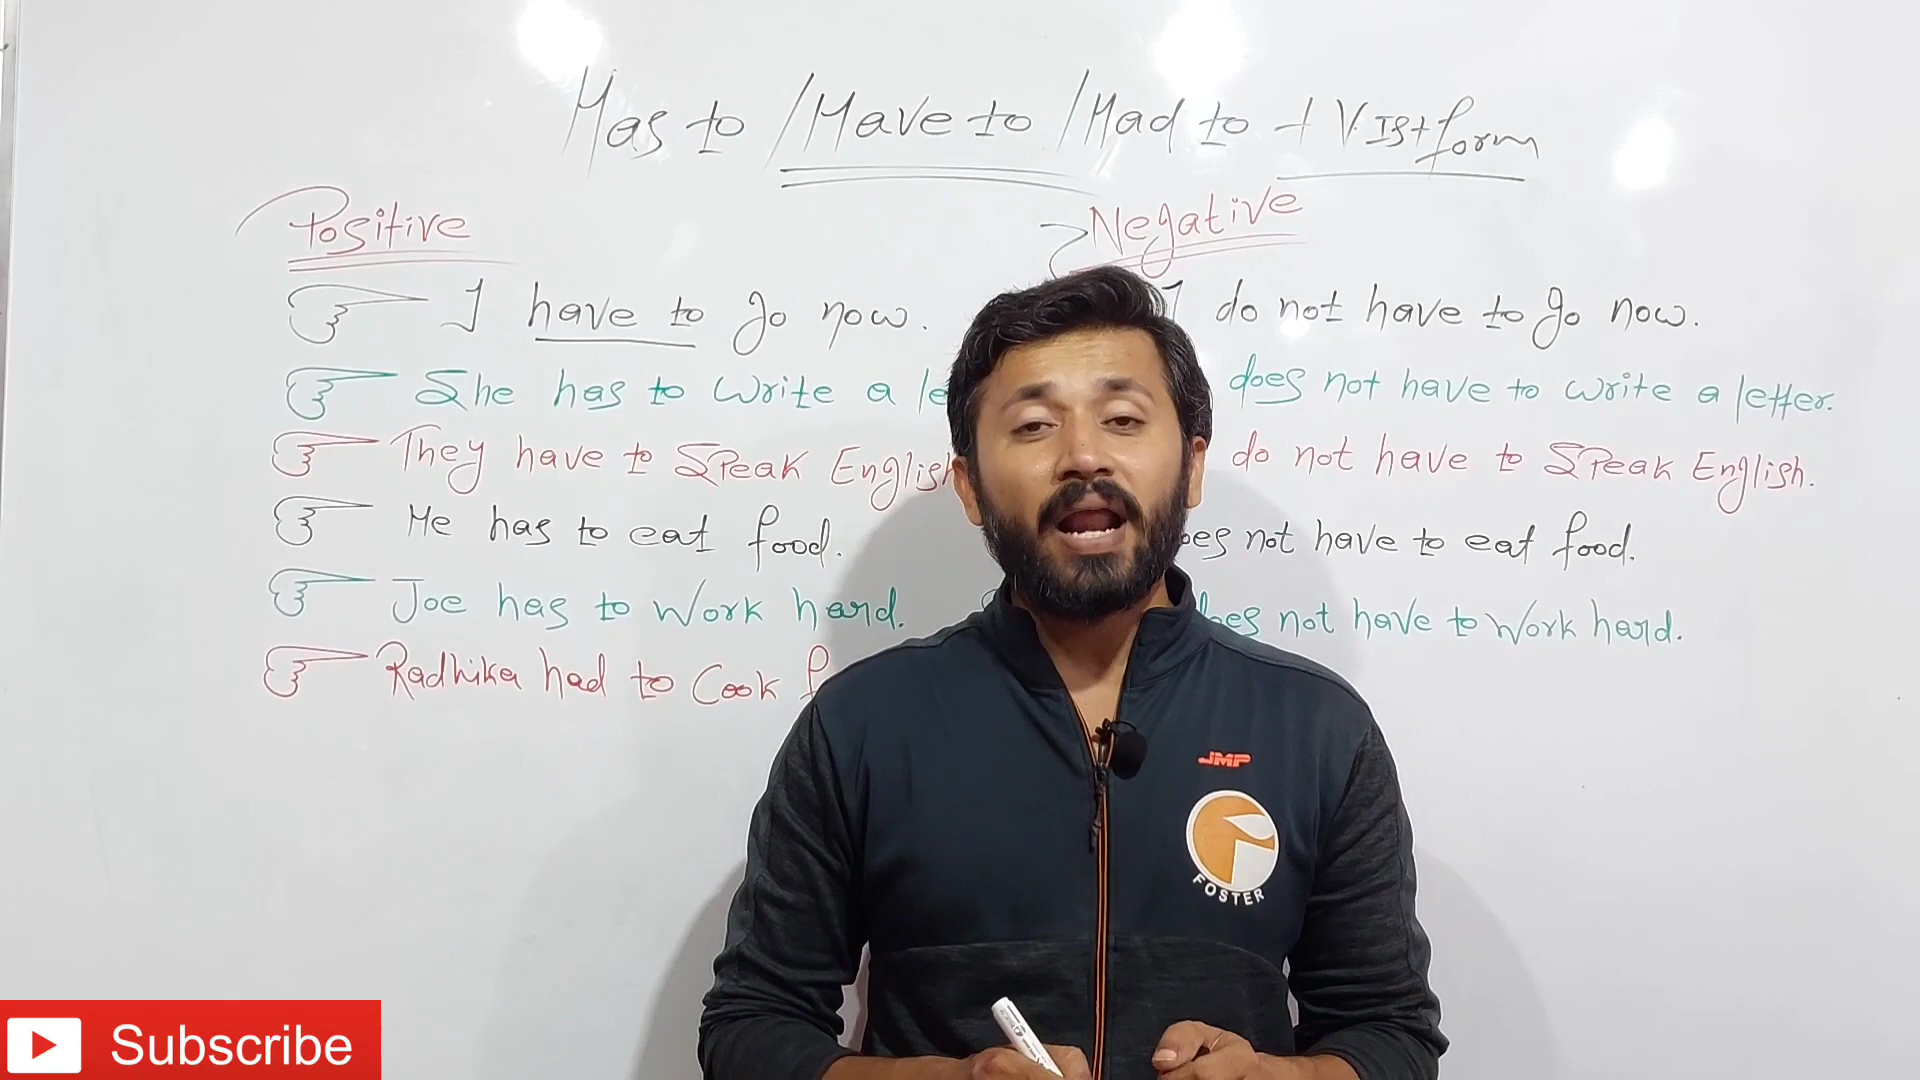 Has to / Have to / Had to + V Ist form
Positive
I have to go now.
She has to write a
They have to speak English
He has to eat food.
Joe has to work hard.
Radhika had to cook
Negative
I do not have to go now.
does not have to write a letter.
do not have to speak English.
not have to eat food.
not have to work hard.
JMP
FOSTER
Subscribe